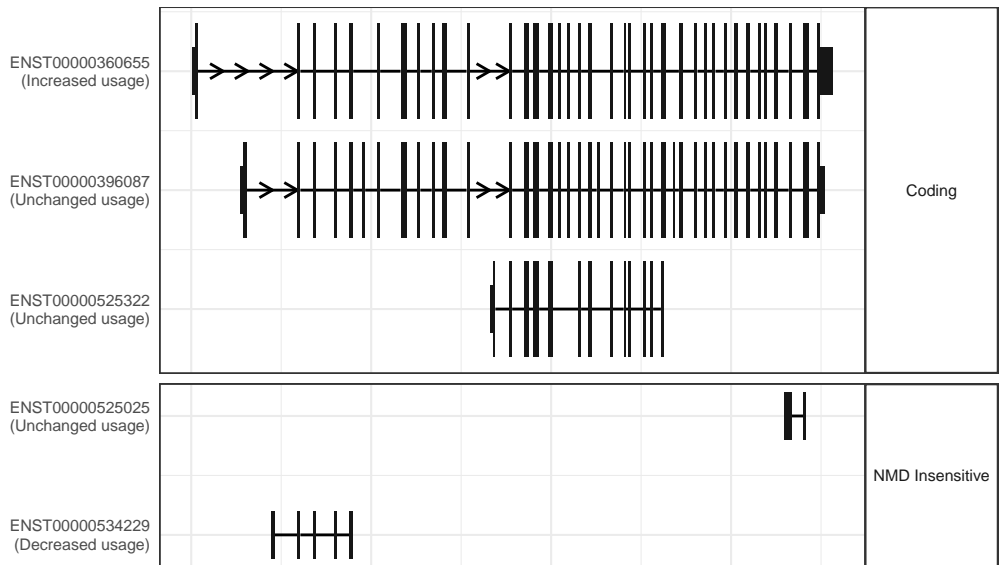 ENST00000360655
(Increased usage)
ENST00000396087
(Unchanged usage)
Coding
ENST00000525322
(Unchanged usage)
ENST00000525025
(Unchanged usage)
NMD Insensitive
ENST00000534229
(Decreased usage)